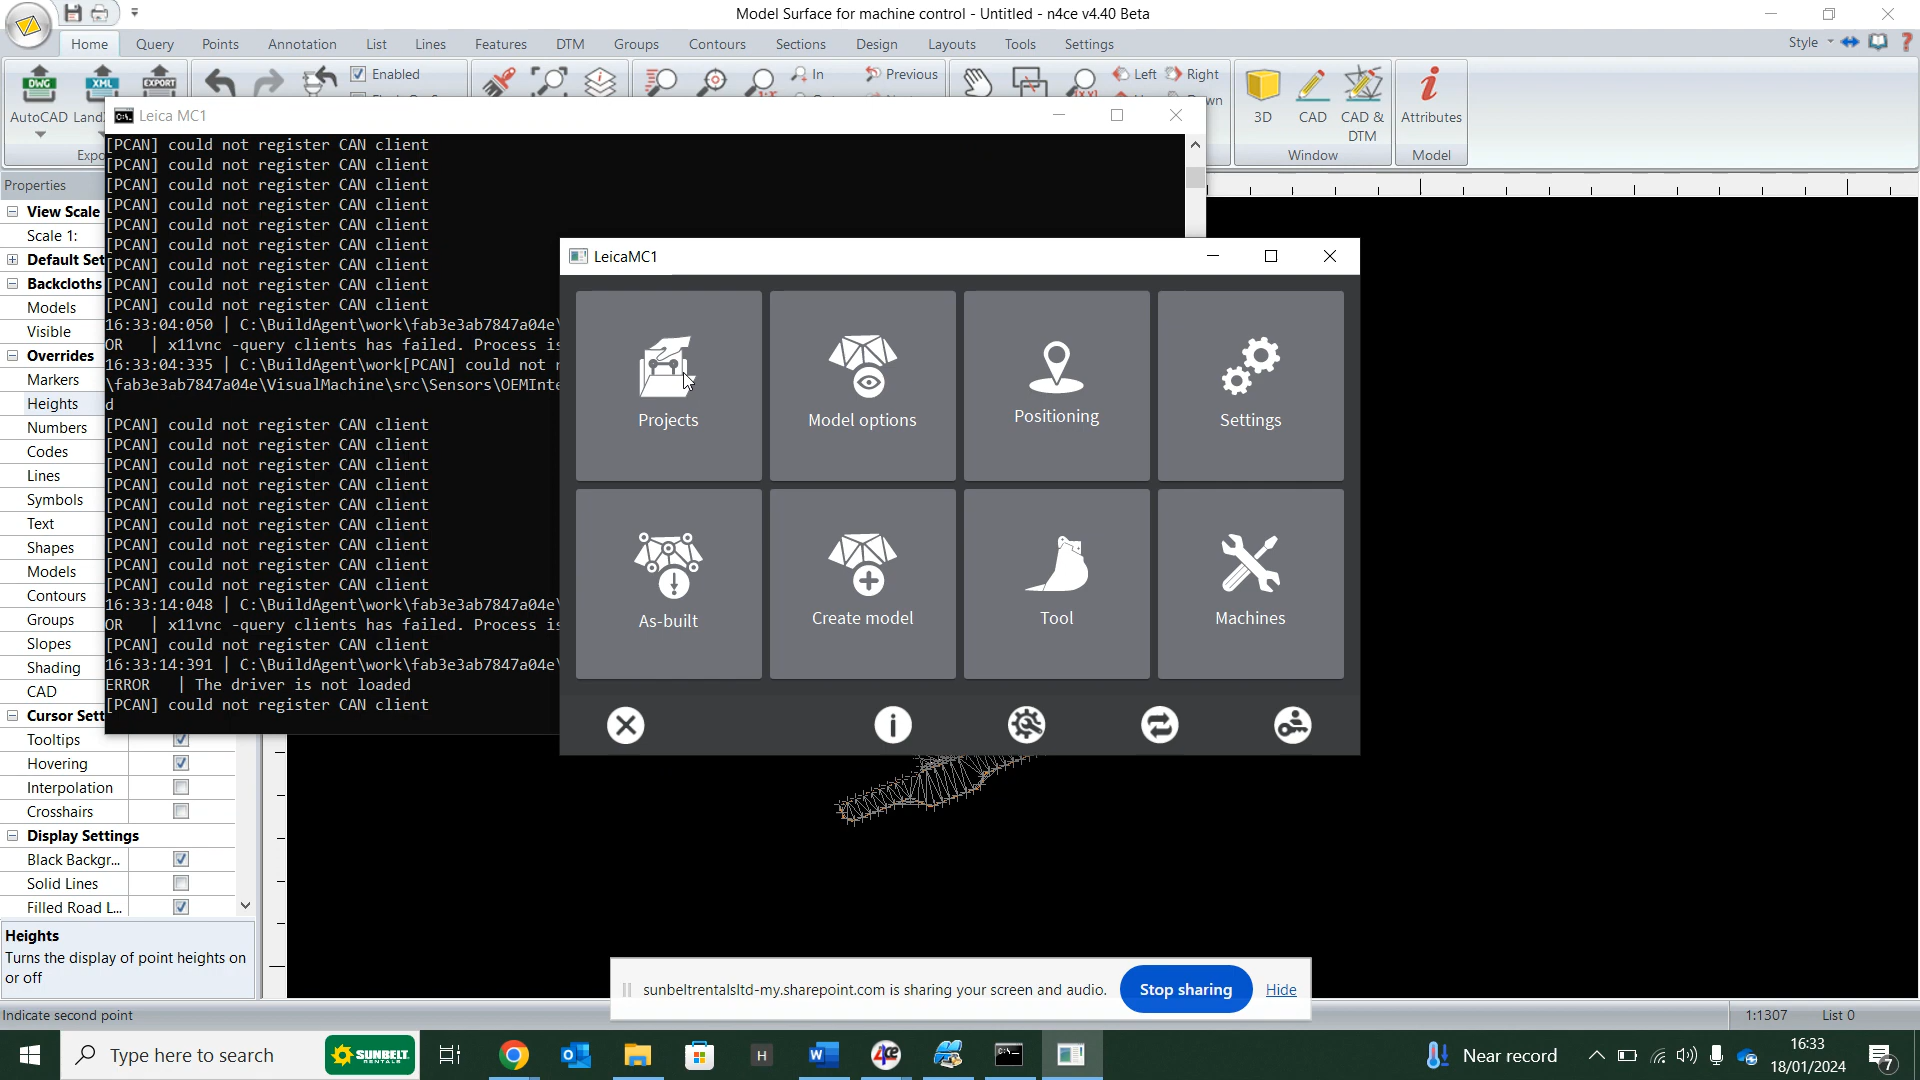 Model Surface for machine control - Untitled - n4ce v4.40 Beta
Home Query Points Annotation List Lines Features DTM Groups Contours Sections Design Layouts Tools Settings Style
DWG XML EXPORT Enabled In Previous Left Right
AutoCAD Land 3D CAD CAD & DTM Attributes
Expo Window Model
Leica MC1
[PCAN] could not register CAN client
[PCAN] could not register CAN client
[PCAN] could not register CAN client
[PCAN] could not register CAN client
[PCAN] could not register CAN client
[PCAN] could not register CAN client
[PCAN] could not register CAN client
[PCAN] could not register CAN client
[PCAN] could not register CAN client
16:33:04:050 | C:\BuildAgent\work\fab3e3ab7847a04e\
OR | x11vnc -query clients has failed. Process is
16:33:04:335 | C:\BuildAgent\work[PCAN] could not r
\fab3e3ab7847a04e\VisualMachine\src\Sensors\OEMInte
d
[PCAN] could not register CAN client
[PCAN] could not register CAN client
[PCAN] could not register CAN client
[PCAN] could not register CAN client
[PCAN] could not register CAN client
[PCAN] could not register CAN client
[PCAN] could not register CAN client
[PCAN] could not register CAN client
[PCAN] could not register CAN client
16:33:14:048 | C:\BuildAgent\work\fab3e3ab7847a04e\
OR | x11vnc -query clients has failed. Process is
[PCAN] could not register CAN client
16:33:14:391 | C:\BuildAgent\work\fab3e3ab7847a04e\
ERROR | The driver is not loaded
[PCAN] could not register CAN client
LeicaMC1
Projects Model options Positioning Settings
As-built Create model Tool Machines
Properties
View Scale
Scale 1:
Default Set
Backcloths
Models
Visible
Overrides
Markers
Heights
Numbers
Codes
Lines
Symbols
Text
Shapes
Models
Contours
Groups
Slopes
Shading
CAD
Cursor Sett
Tooltips
Hovering
Interpolation
Crosshairs
Display Settings
Black Backgr...
Solid Lines
Filled Road L...
Heights
Turns the display of point heights on
or off
sunbeltrentalsltd-my.sharepoint.com is sharing your screen and audio. Stop sharing Hide
Indicate second point 1:1307 List 0
Type here to search SUNBELT RENTALS Near record 16:33
18/01/2024 7